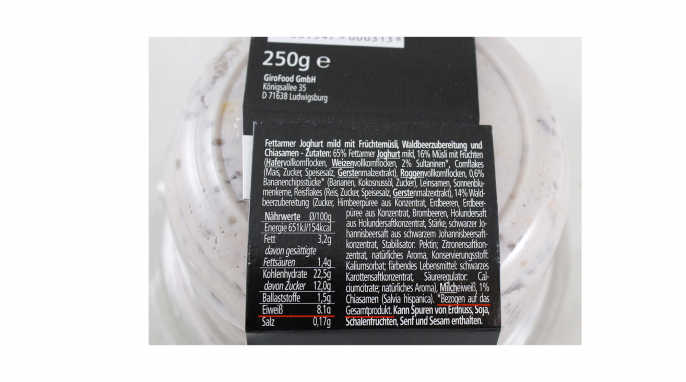 250g e
GiroFood GmbH
Königsallee 35
D 71638 Ludwigsburg
Fettarmer Joghurt mild mit Früchtemüsli, Waldbeerzubereitung und
Chiasamen - Zutaten: 65% Fettarmer Joghurt mild, 16% Müsli mit Früchten
(Hafervollkornflocken, Weizenvollkornflocken, 2% Sultaninen*, Cornflakes
(Mais, Zucker, Speisesalz, Gerstenmalzextrakt), Roggenvollkornflocken, 0,6%
Bananenchipsstücke* (Bananen, Kokosnussöl, Zucker), Leinsamen, Sonnenblu-
menkerne, Reisflakes (Reis, Zucker, Speisesalz, Gerstenmalzextrakt)), 14% Wald-
beerzubereitung (Zucker, Himbeerpüree aus Konzentrat, Erdbeeren, Erdbeer-
püree aus Konzentrat, Brombeeren, Holundersaft
aus Holundersaftkonzentrat, Stärke, schwarzer Jo-
hannisbeersaft aus schwarzem Johannisbeersaft-
konzentrat, Stabilisator: Pektin; Zitronensaftkon-
zentrat, natürliches Aroma, Konservierungsstoff:
Kaliumsorbat; färbendes Lebensmittel: schwarzes
Karottensaftkonzentrat, Säureregulator: Cal-
ciumcitrate; natürliches Aroma), Milcheiweiß, 1%
Chiasamen (Salvia hispanica). *Bezogen auf das
Gesamtprodukt. Kann Spuren von Erdnuss, Soja,
Schalenfrüchten, Senf und Sesam enthalten.
Nährwerte Ø/100g
Energie 651kJ/154kcal
Fett 3,2g
davon gesättigte
Fettsäuren 1,4g
Kohlenhydrate 22,5g
davon Zucker 12,0g
Ballaststoffe 1,5g
Eiweiß 8,1g
Salz 0,17g